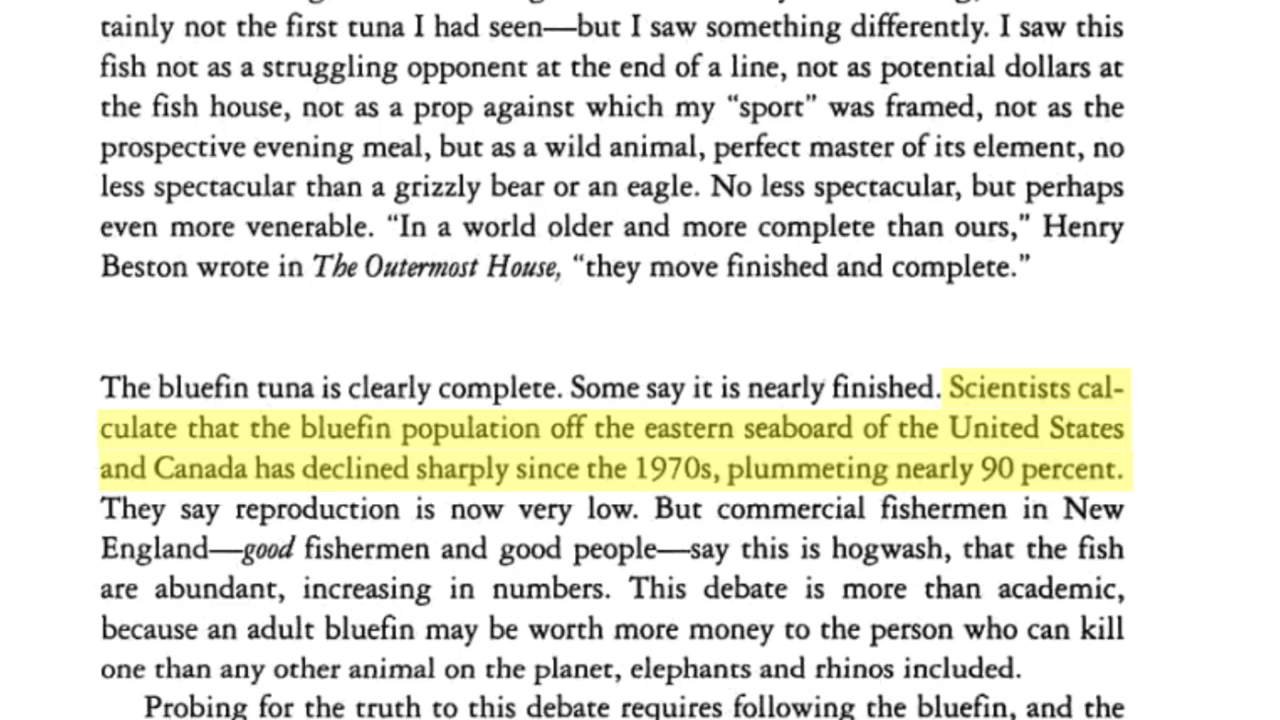 tainly not the first tuna I had seen—but I saw something differently. I saw this
fish not as a struggling opponent at the end of a line, not as potential dollars at
the fish house, not as a prop against which my “sport” was framed, not as the
prospective evening meal, but as a wild animal, perfect master of its element, no
less spectacular than a grizzly bear or an eagle. No less spectacular, but perhaps
even more venerable. “In a world older and more complete than ours,” Henry
Beston wrote in The Outermost House, “they move finished and complete.”
The bluefin tuna is clearly complete. Some say it is nearly finished. Scientists cal-
culate that the bluefin population off the eastern seaboard of the United States
and Canada has declined sharply since the 1970s, plummeting nearly 90 percent.
They say reproduction is now very low. But commercial fishermen in New
England—good fishermen and good people—say this is hogwash, that the fish
are abundant, increasing in numbers. This debate is more than academic,
because an adult bluefin may be worth more money to the person who can kill
one than any other animal on the planet, elephants and rhinos included.
Probing for the truth to this debate requires following the bluefin, and the